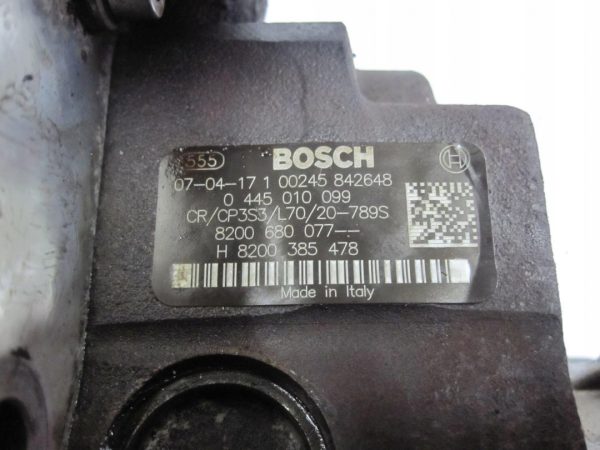 555 BOSCH
07-04-17 1 00245 842648
0 445 010 099
CR/CP3S3/L70/20-789S
8200 680 077--
H 8200 385 478
Made in Italy